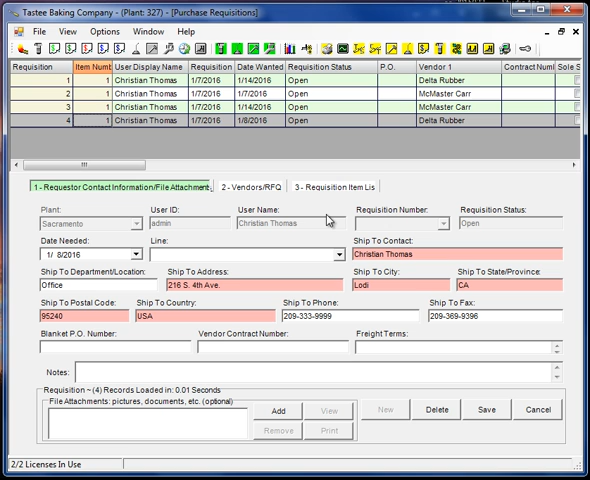 Tastee Baking Company - (Plant: 327) - [Purchase Requisitions]
File View Options Window Help
Requisition Item Numb User Display Name Requisition Date Wanted Requisition Status P.O. Vendor 1 Contract Numl Sole S
1 1 Christian Thomas 1/7/2016 1/14/2016 Open Delta Rubber
2 1 Christian Thomas 1/7/2016 1/7/2016 Open McMaster Carr
3 1 Christian Thomas 1/7/2016 1/14/2016 Open McMaster Carr
4 1 Christian Thomas 1/7/2016 1/8/2016 Open Delta Rubber
1 - Requestor Contact Information/File Attachment: 2 - Vendors/RFQ 3 - Requisition Item Lis
Plant: User ID: User Name: Requisition Number: Requisition Status:
Sacramento admin Christian Thomas Open
Date Needed: Line: Ship To Contact:
1/ 8/2016 Christian Thomas
Ship To Department/Location: Ship To Address: Ship To City: Ship To State/Province:
Office 216 S. 4th Ave. Lodi CA
Ship To Postal Code: Ship To Country: Ship To Phone: Ship To Fax:
95240 USA 209-333-9999 209-369-9396
Blanket P.O. Number: Vendor Contract Number: Freight Terms:
Notes:
Requisition ~ (4) Records Loaded in: 0.01 Seconds
File Attachments: pictures, documents, etc. (optional)
Add View New Delete Save Cancel
Remove Print
2/2 Licenses In Use